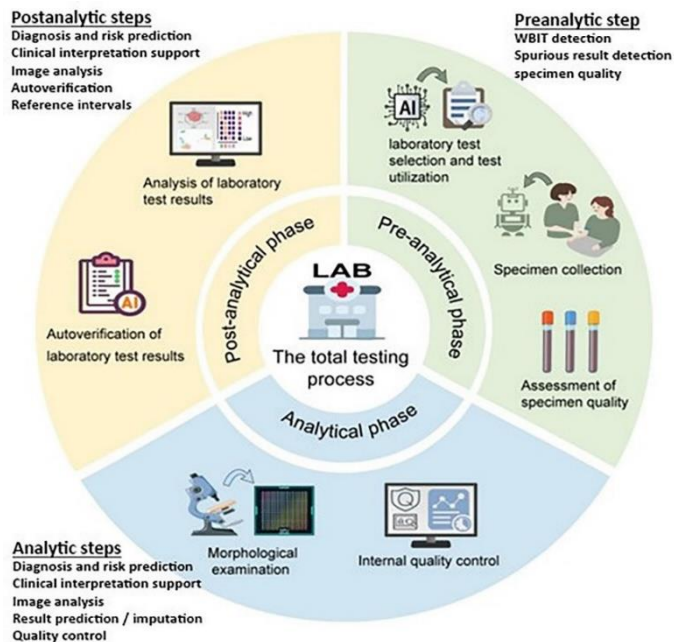 Postanalytic steps
Diagnosis and risk prediction
Clinical interpretation support
Image analysis
Autoverification
Reference intervals
Preanalytic step
WBIT detection
Spurious result detection
specimen quality
High
Low
Analysis of laboratory
test results
AI
Autoverification of
laboratory test results
AI
laboratory test
selection and test
utilization
Specimen collection
Assessment of
specimen quality
Post-analytical phase
Pre-analytical phase
Analytical phase
LAB
The total testing
process
Morphological
examination
Internal quality control
Analytic steps
Diagnosis and risk prediction
Clinical interpretation support
Image analysis
Result prediction / imputation
Quality control